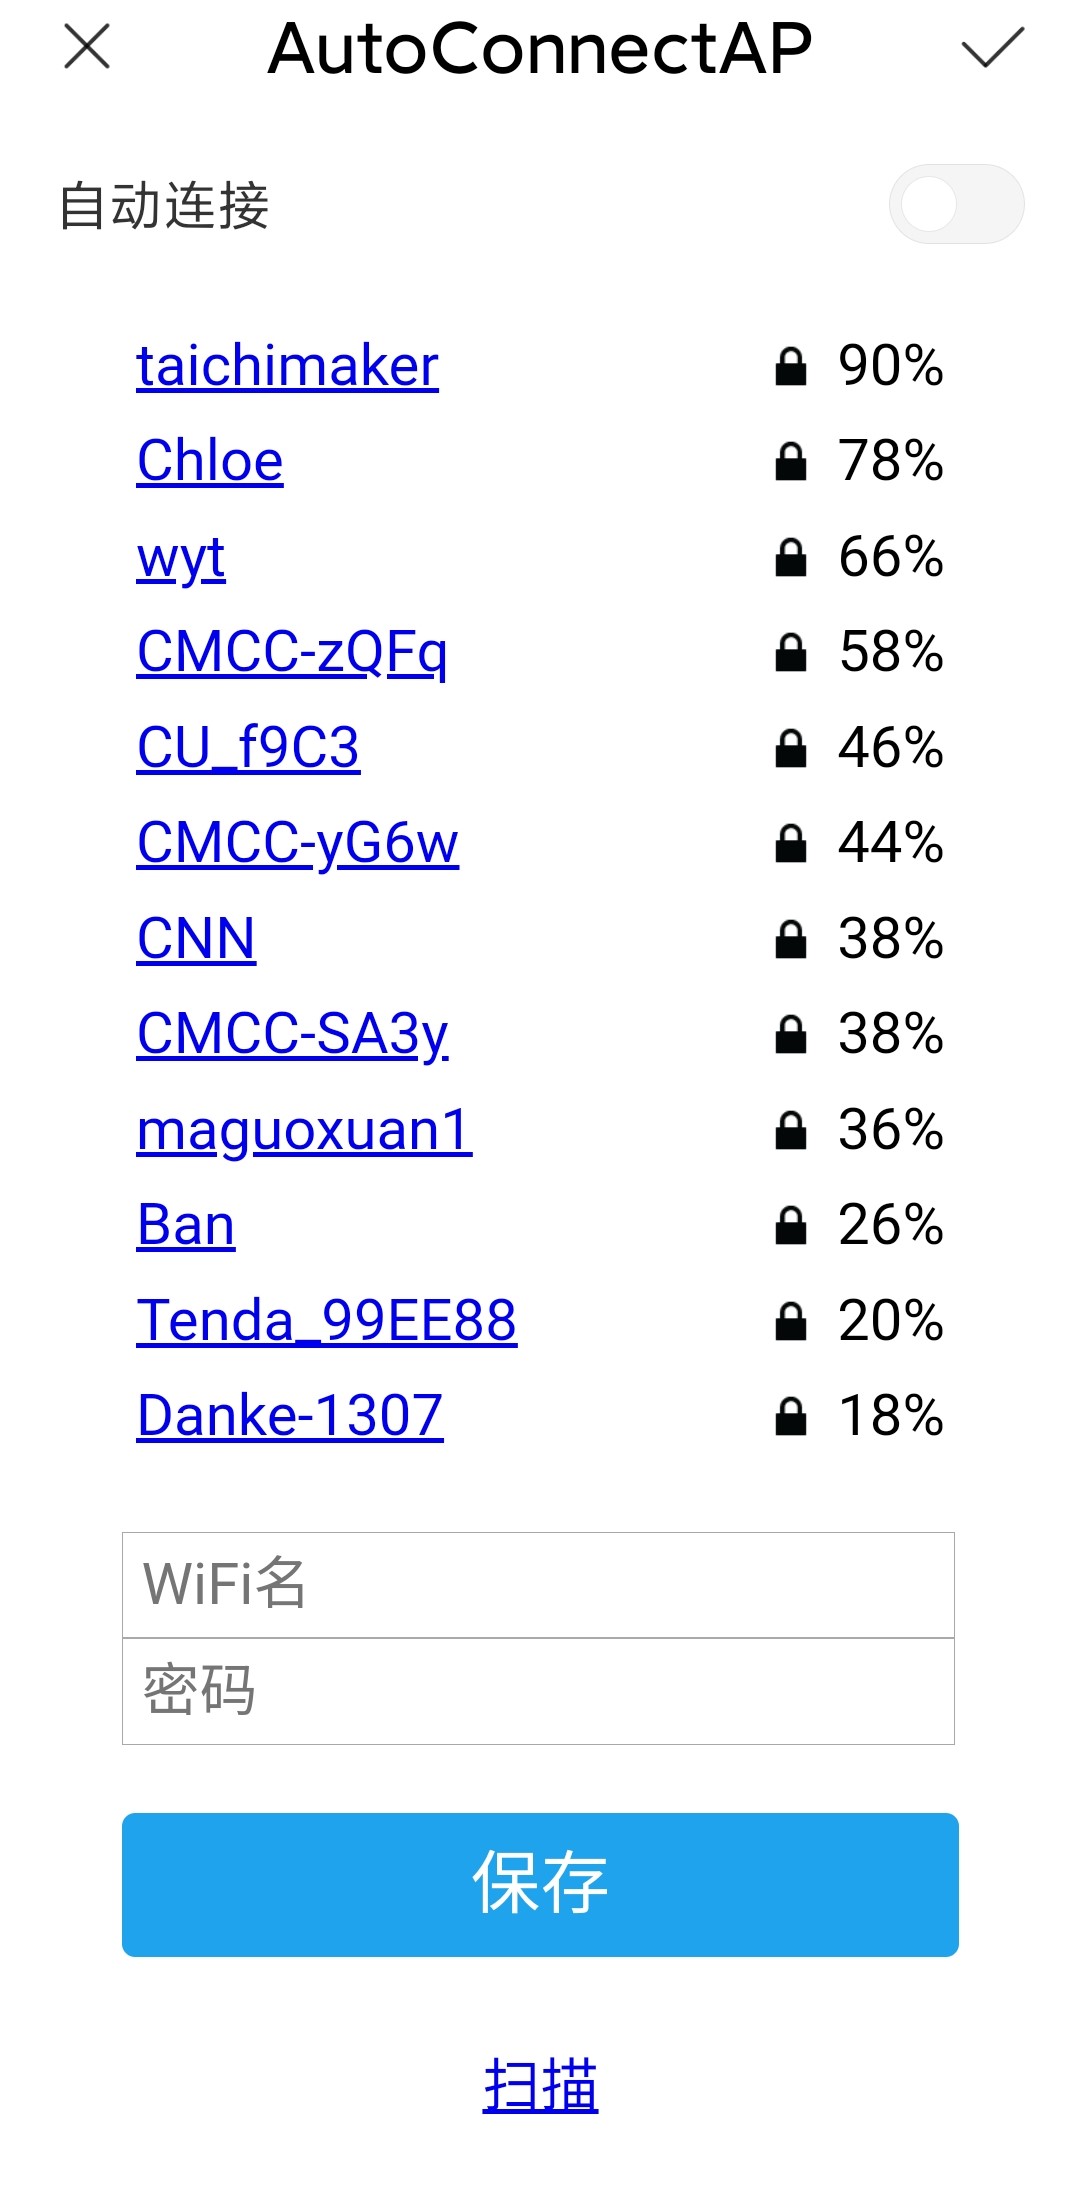 AutoConnectAP
自动连接
taichimaker 90%
Chloe 78%
wyt 66%
CMCC-zQFq 58%
CU_f9C3 46%
CMCC-yG6w 44%
CNN 38%
CMCC-SA3y 38%
maguoxuan1 36%
Ban 26%
Tenda_99EE88 20%
Danke-1307 18%
WiFi名
密码
保存
扫描